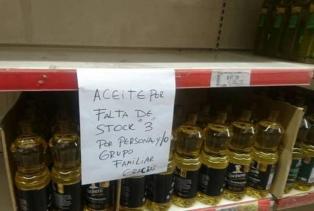 ACEITE POR
FALTA DE
STOCK "3"
POR PERSONA Y/O
GRUPO
FAMILIAR
GRACIAS